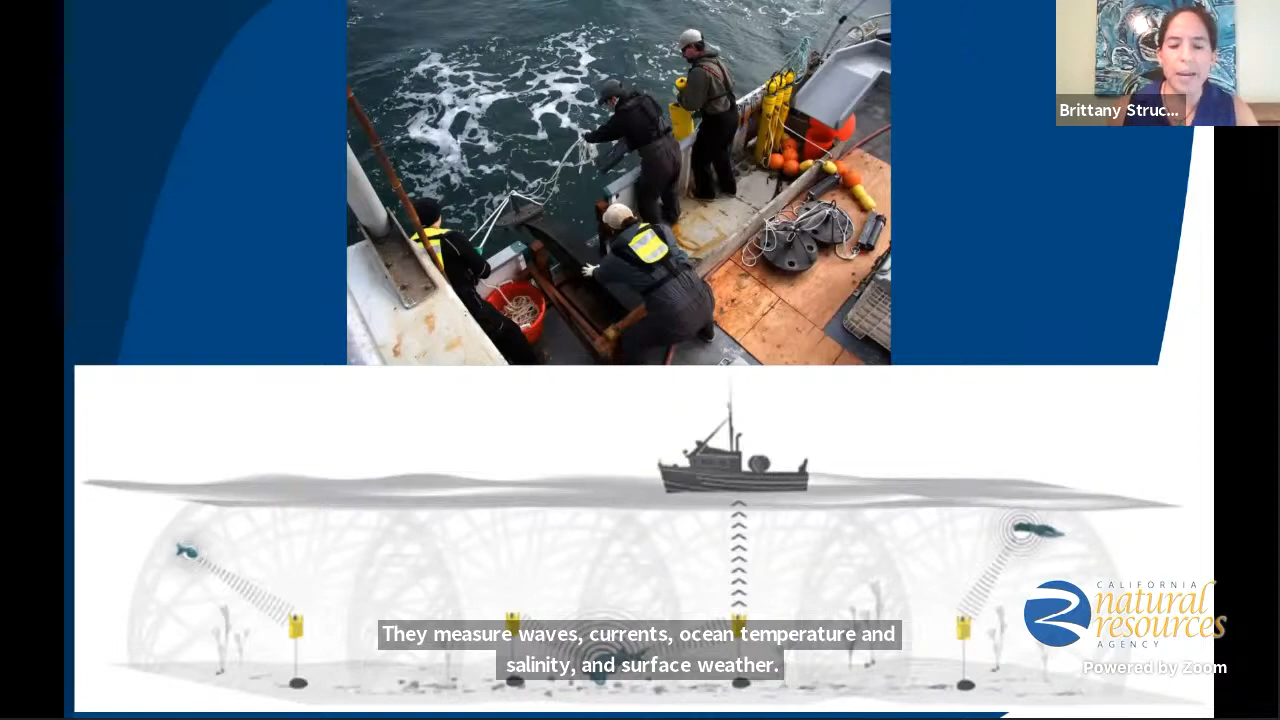 Brittany Struc...
They measure waves, currents, ocean temperature and
salinity, and surface weather.
CALIFORNIA
natural
resources
AGENCY
Powered by Zoom